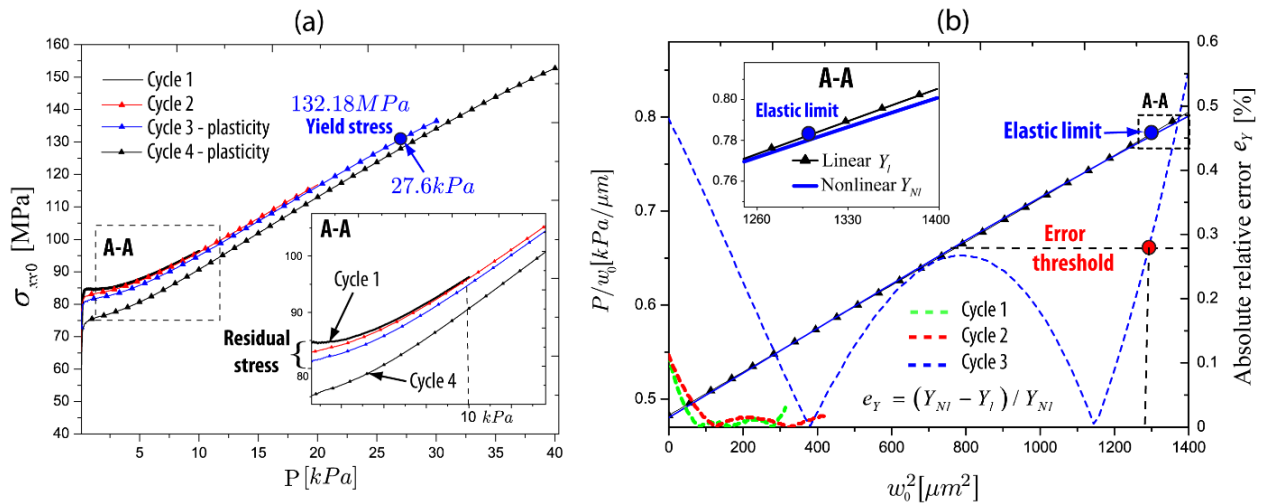 (a)
160
150
140
130
120
110
100
90
80
70
60
50
40
σxx0 [MPa]
Cycle 1
Cycle 2
Cycle 3 - plasticity
Cycle 4 - plasticity
132.18MPa
Yield stress
27.6kPa
A-A
A-A
100
90
80
Cycle 1
Residual
stress
Cycle 4
10 kPa
5
10
15
20
25
30
35
40
P [kPa]
(b)
0.8
0.7
0.6
0.5
P/w0[kPa/μm]
A-A
0.80
0.78
0.76
Elastic limit
Linear Yl
Nonlinear YNl
1260
1330
1400
A-A
Elastic limit
Error
threshold
Cycle 1
Cycle 2
Cycle 3
eY = (YNl − Yl) / YNl
0
200
400
600
800
1000
1200
1400
w0²[μm²]
0.6
0.5
0.4
0.3
0.2
0.1
0
Absolute relative error eY [%]